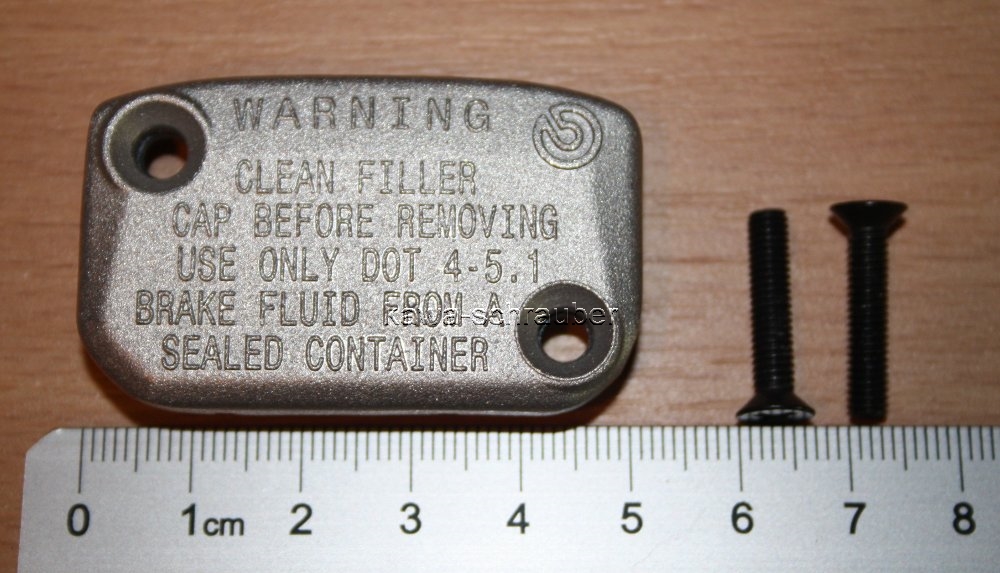 WARNING
CLEAN FILLER
CAP BEFORE REMOVING
USE ONLY DOT 4-5.1
BRAKE FLUID FROM A
SEALED CONTAINER
0 1cm 2 3 4 5 6 7 8